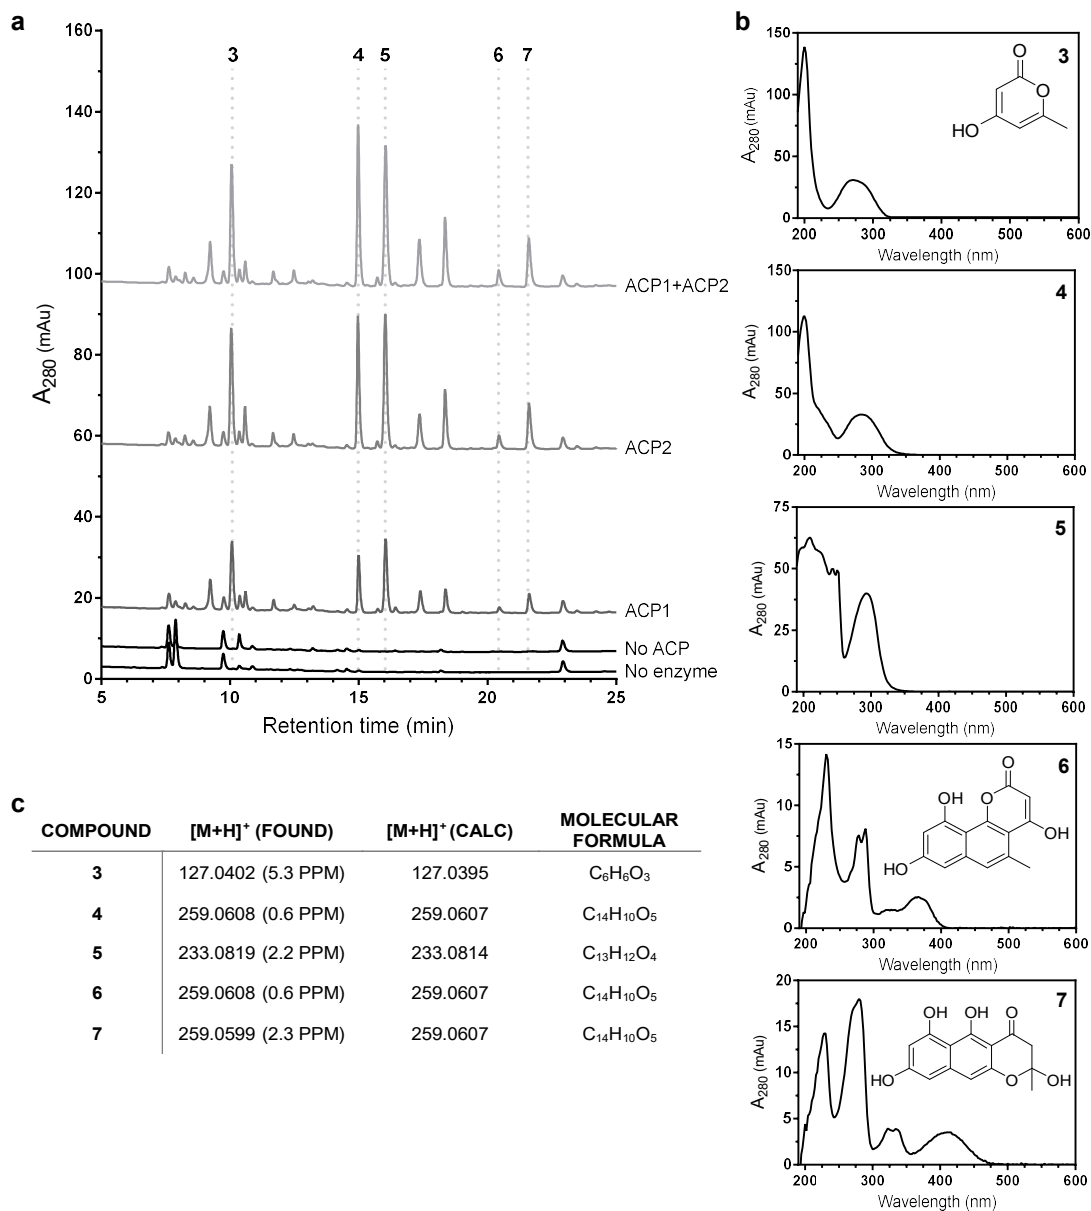 a
160
140
120
100
80
60
40
20
0
A280 (mAu)
3 4 5 6 7
ACP1+ACP2
ACP2
ACP1
No ACP
No enzyme
5 10 15 20 25
Retention time (min)
b
150
100
50
0
A280 (mAu)
3
O
O
HO
200 300 400 500 600
Wavelength (nm)
150
100
50
0
A280 (mAu)
4
200 300 400 500 600
Wavelength (nm)
75
50
25
0
A280 (mAu)
5
200 300 400 500 600
Wavelength (nm)
15
10
5
0
A280 (mAu)
6
O
OH O
OH
HO
200 300 400 500 600
Wavelength (nm)
20
15
10
5
0
A280 (mAu)
7
OH OH O
HO O OH
200 300 400 500 600
Wavelength (nm)
c
COMPOUND [M+H]+ (FOUND) [M+H]+ (CALC) MOLECULAR
FORMULA
3 127.0402 (5.3 PPM) 127.0395 C6H6O3
4 259.0608 (0.6 PPM) 259.0607 C14H10O5
5 233.0819 (2.2 PPM) 233.0814 C13H12O4
6 259.0608 (0.6 PPM) 259.0607 C14H10O5
7 259.0599 (2.3 PPM) 259.0607 C14H10O5